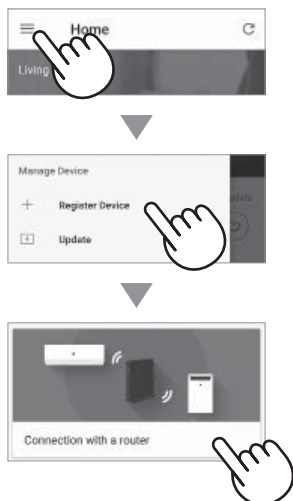 Home
Living
Manage Device
Register Device
Update
Connection with a router